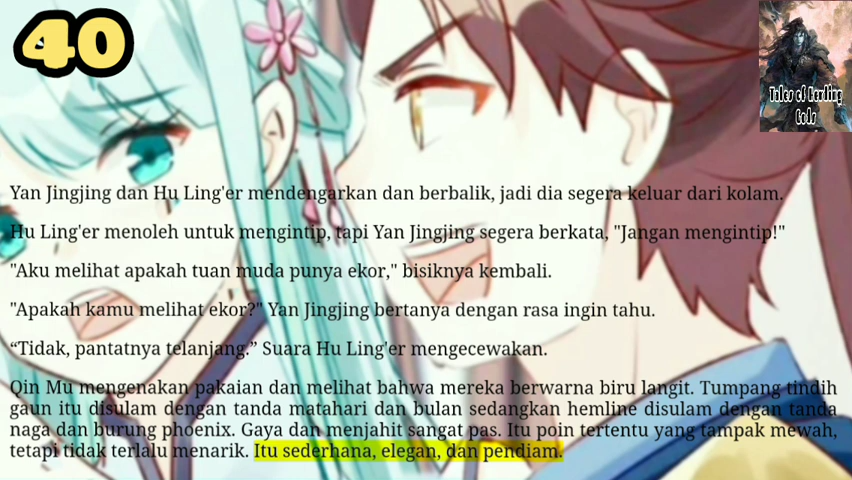 40
Tales of Herding
Gods
Yan Jingjing dan Hu Ling'er mendengarkan dan berbalik, jadi dia segera keluar dari kolam.
Hu Ling'er menoleh untuk mengintip, tapi Yan Jingjing segera berkata, "Jangan mengintip!"
"Aku melihat apakah tuan muda punya ekor," bisiknya kembali.
"Apakah kamu melihat ekor?" Yan Jingjing bertanya dengan rasa ingin tahu.
“Tidak, pantatnya telanjang.” Suara Hu Ling'er mengecewakan.
Qin Mu mengenakan pakaian dan melihat bahwa mereka berwarna biru langit. Tumpang tindih
gaun itu disulam dengan tanda matahari dan bulan sedangkan hemline disulam dengan tanda
naga dan burung phoenix. Gaya dan menjahit sangat pas. Itu poin tertentu yang tampak mewah,
tetapi tidak terlalu menarik. Itu sederhana, elegan, dan pendiam.